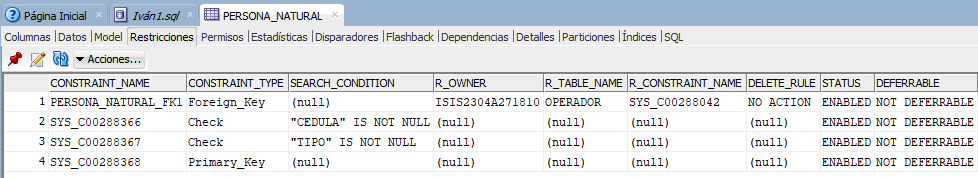 Página Inicial Iván1.sql PERSONA_NATURAL
Columnas Datos Model Restricciones Permisos Estadísticas Disparadores Flashback Dependencias Detalles Particiones Índices SQL
Acciones...
CONSTRAINT_NAME CONSTRAINT_TYPE SEARCH_CONDITION R_OWNER R_TABLE_NAME R_CONSTRAINT_NAME DELETE_RULE STATUS DEFERRABLE
1 PERSONA_NATURAL_FK1 Foreign_Key (null) ISIS2304A271810 OPERADOR SYS_C00288042 NO ACTION ENABLED NOT DEFERRABLE
2 SYS_C00288366 Check "CEDULA" IS NOT NULL (null) (null) (null) (null) ENABLED NOT DEFERRABLE
3 SYS_C00288367 Check "TIPO" IS NOT NULL (null) (null) (null) (null) ENABLED NOT DEFERRABLE
4 SYS_C00288368 Primary_Key (null) (null) (null) (null) (null) ENABLED NOT DEFERRABLE